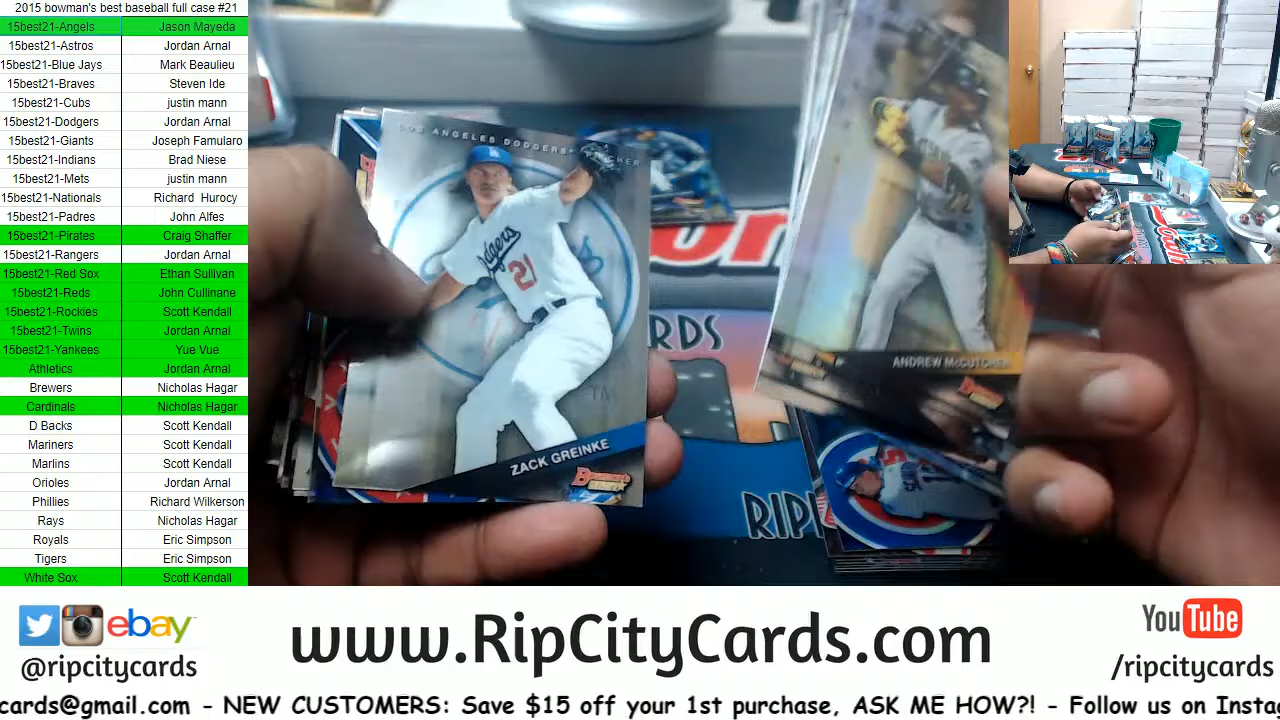 2015 bowman's best baseball full case #21
15best21-Angels Jason Mayeda
15best21-Astros Jordan Arnal
15best21-Blue Jays Mark Beaulieu
15best21-Braves Steven Ide
15best21-Cubs justin mann
15best21-Dodgers Jordan Arnal
15best21-Giants Joseph Famularo
15best21-Indians Brad Niese
15best21-Mets justin mann
15best21-Nationals Richard Hurocy
15best21-Padres John Alfes
15best21-Pirates Craig Shaffer
15best21-Rangers Jordan Arnal
15best21-Red Sox Ethan Sullivan
15best21-Reds John Cullinane
15best21-Rockies Scott Kendall
15best21-Twins Jordan Arnal
15best21-Yankees Yue Vue
Athletics Jordan Arnal
Brewers Nicholas Hagar
Cardinals Nicholas Hagar
D Backs Scott Kendall
Mariners Scott Kendall
Marlins Scott Kendall
Orioles Jordan Arnal
Phillies Richard Wilkerson
Rays Nicholas Hagar
Royals Eric Simpson
Tigers Eric Simpson
White Sox Scott Kendall
LOS ANGELES DODGERS PITCHER
Dodgers
21
ZACK GREINKE
ANDREW McCUTCHEN
RDS
RIP
ebay
@ripcitycards
www.RipCityCards.com
YouTube
/ripcitycards
cards@gmail.com - NEW CUSTOMERS: Save $15 off your 1st purchase, ASK ME HOW?! - Follow us on Insta